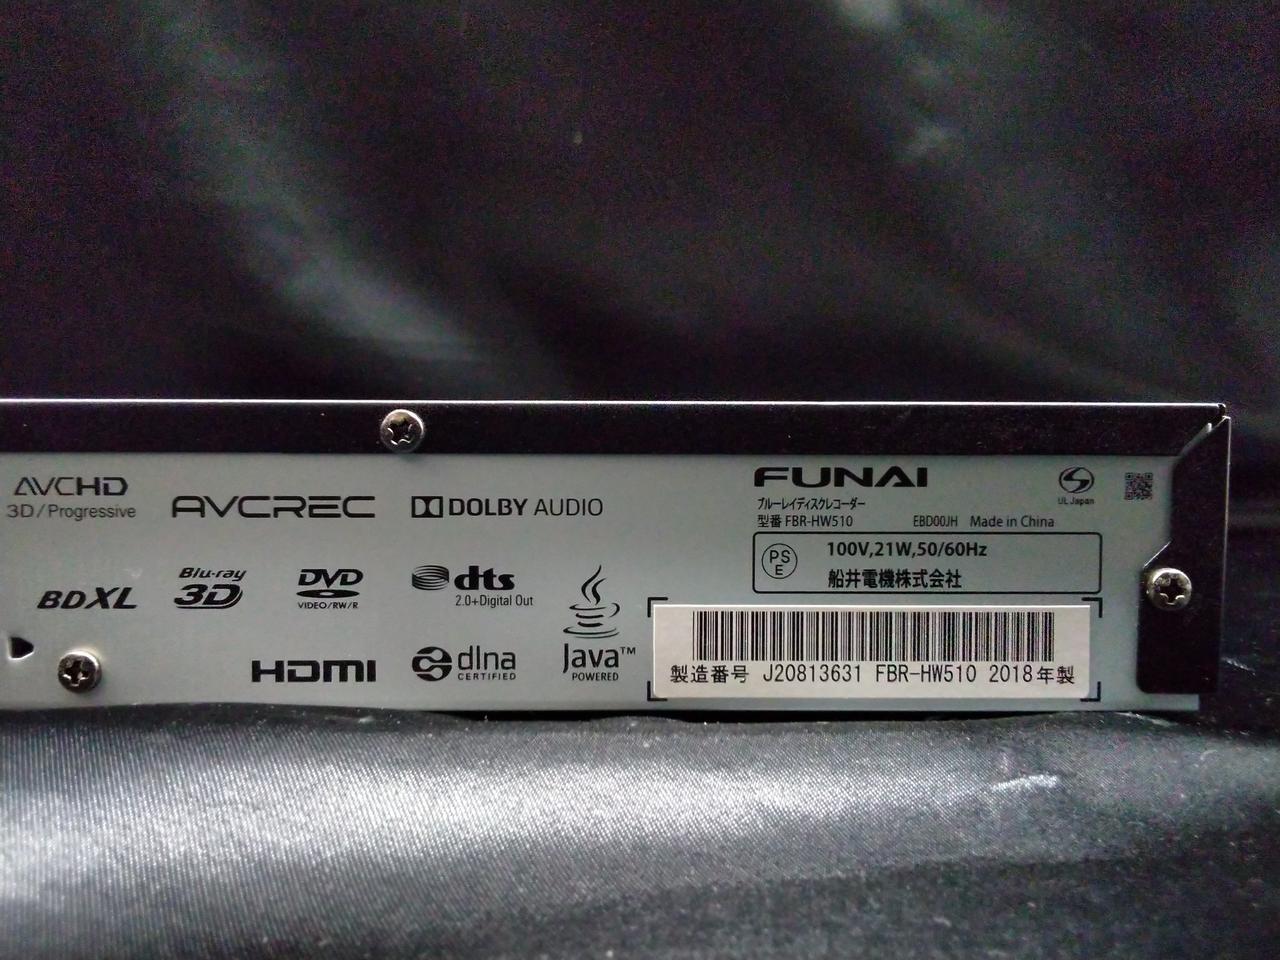 AVCHD
3D/Progressive
AVCREC
DOLBY AUDIO
BDXL
Blu-ray
3D
DVD
VIDEO/RW/R
dts
2.0+Digital Out
HDMI
dlna
CERTIFIED
Java™
POWERED
FUNAI
ブルーレイディスクレコーダー
型番 FBR-HW510
EBD00JH Made in China
UL Japan
PS
E
100V,21W,50/60Hz
船井電機株式会社
製造番号 J20813631 FBR-HW510 2018年製